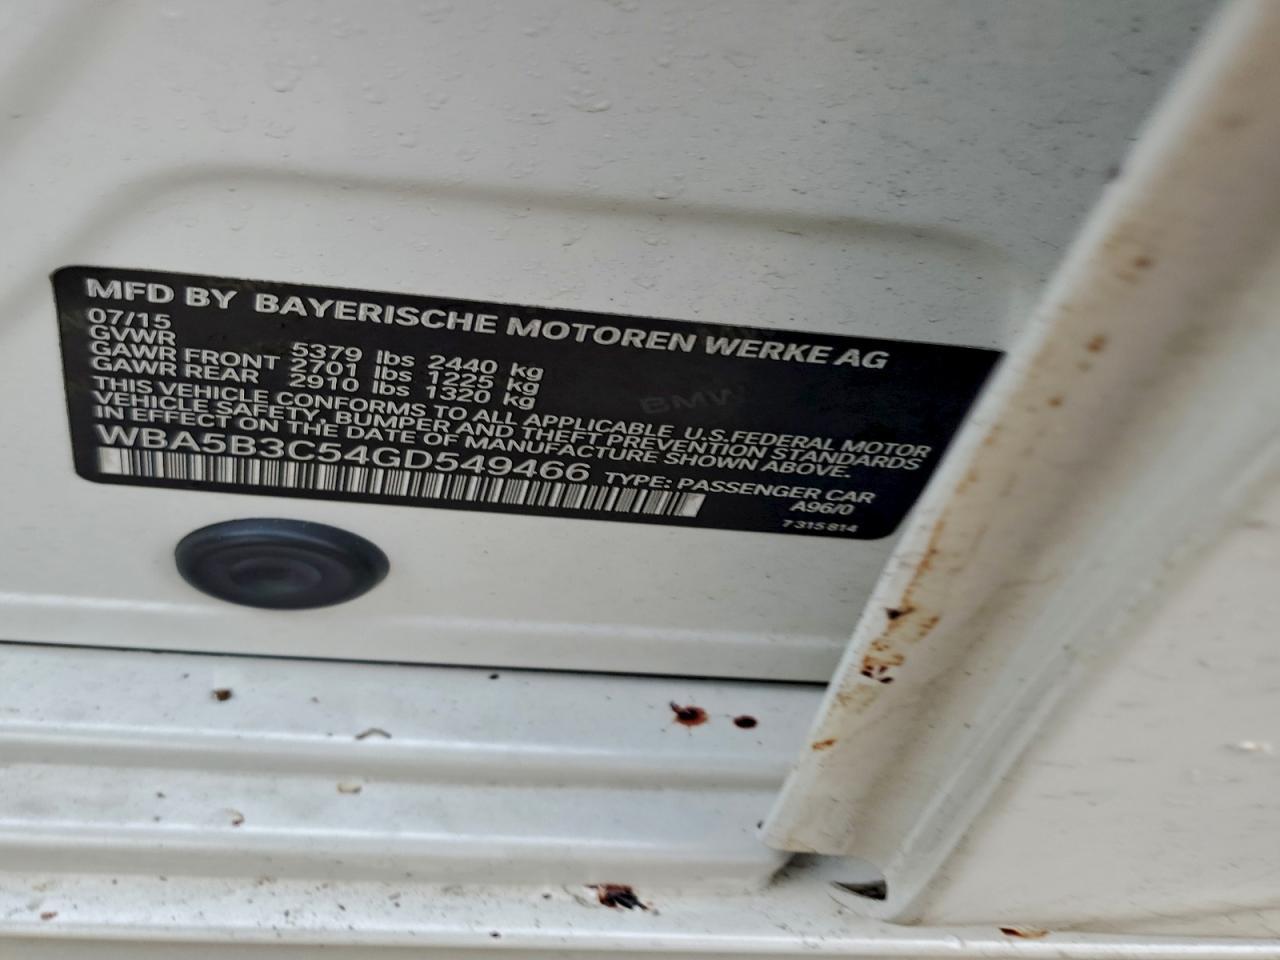 MFD BY BAYERISCHE MOTOREN WERKE AG
07/15
GVWR 5379 lbs 2440 kg
GAWR FRONT 2701 lbs 1225 kg
GAWR REAR 2910 lbs 1320 kg
THIS VEHICLE CONFORMS TO ALL APPLICABLE U.S.FEDERAL MOTOR
VEHICLE SAFETY, BUMPER AND THEFT PREVENTION STANDARDS
IN EFFECT ON THE DATE OF MANUFACTURE SHOWN ABOVE.
WBA5B3C54GD549466 TYPE: PASSENGER CAR
A96/0
7 315 814
BMW